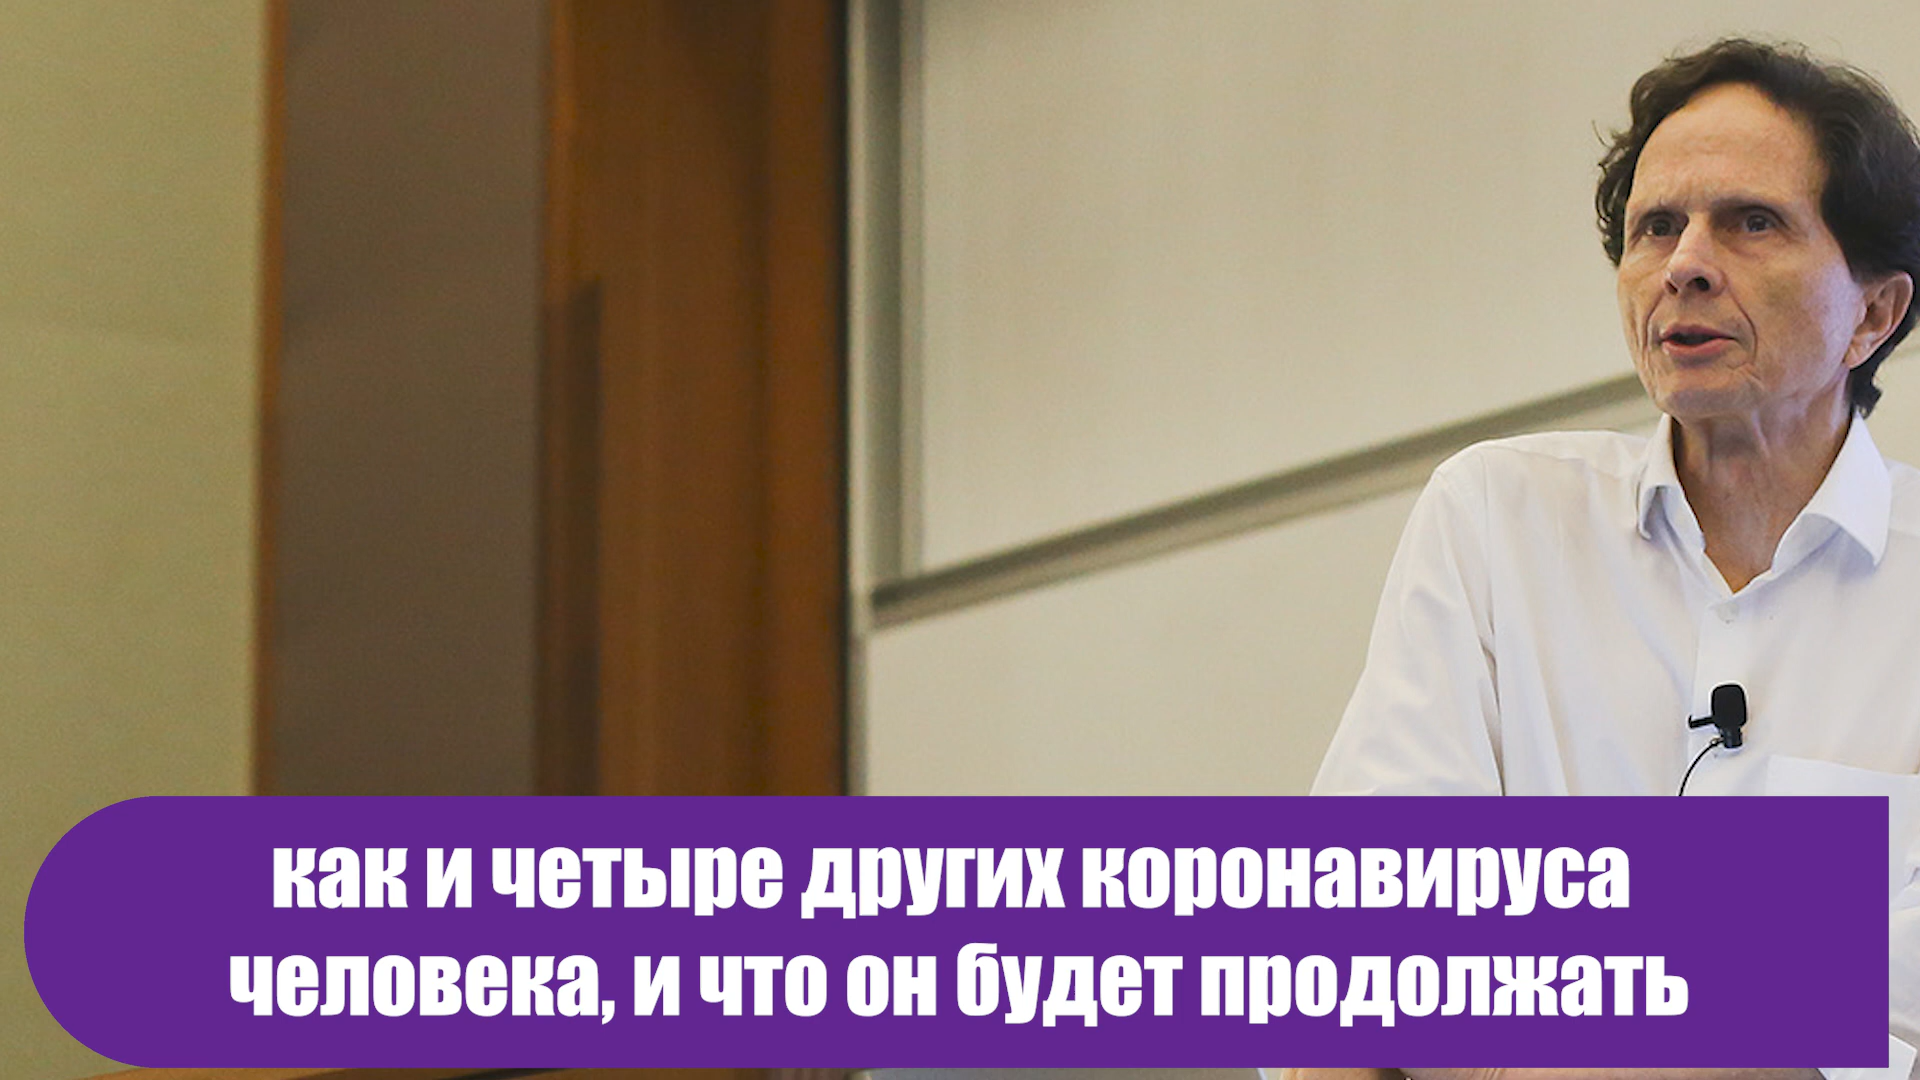 как и четыре других коронавируса
человека, и что он будет продолжать